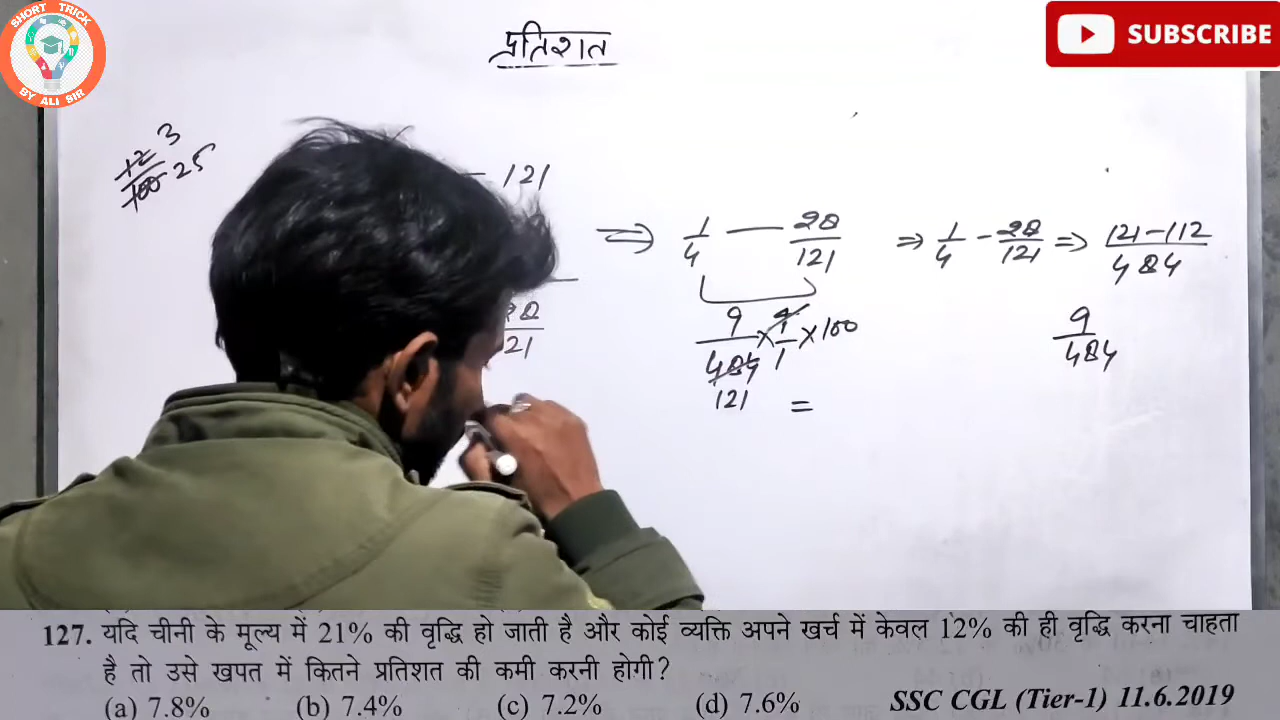 SHORT TRICK
BY ALI SIR
SUBSCRIBE
प्रतिशत
12 3
100 25
— 121
⇒ 1/4 — 28/121 ⇒ 1/4 - 28/121 ⇒ 121-112/484
9/484 × 4/1 × 100
121 =
9/484
127. यदि चीनी के मूल्य में 21% की वृद्धि हो जाती है और कोई व्यक्ति अपने खर्च में केवल 12% की ही वृद्धि करना चाहता
है तो उसे खपत में कितने प्रतिशत की कमी करनी होगी?
(a) 7.8% (b) 7.4% (c) 7.2% (d) 7.6% SSC CGL (Tier-1) 11.6.2019